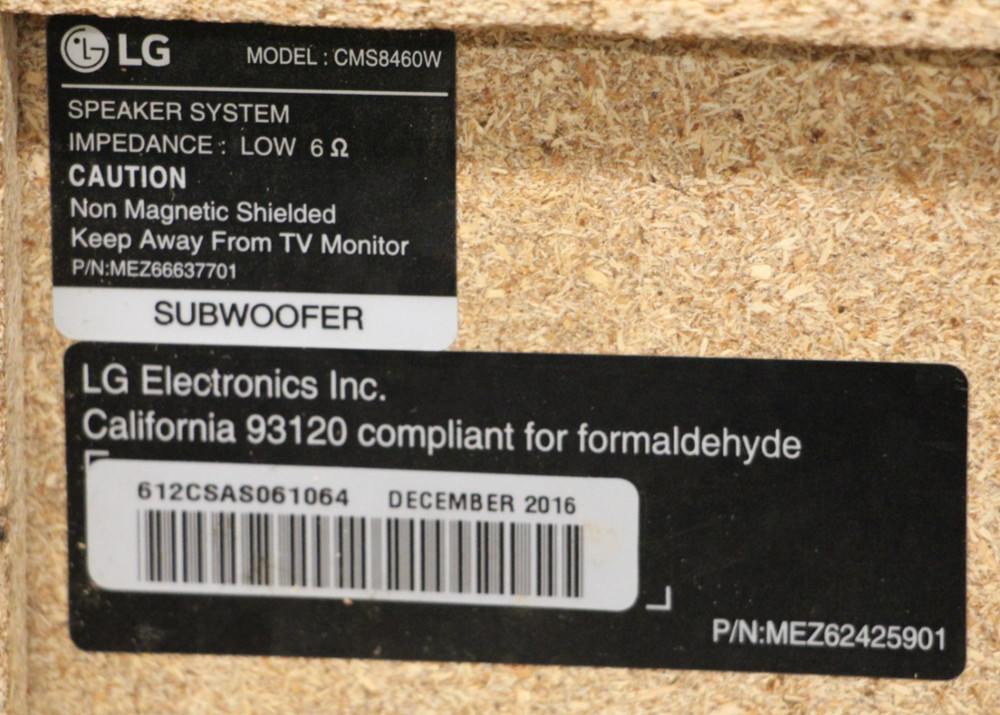 LG MODEL : CMS8460W
SPEAKER SYSTEM
IMPEDANCE : LOW 6 Ω
CAUTION
Non Magnetic Shielded
Keep Away From TV Monitor
P/N:MEZ66637701
SUBWOOFER
LG Electronics Inc.
California 93120 compliant for formaldehyde
612CSAS061064 DECEMBER 2016
P/N:MEZ62425901